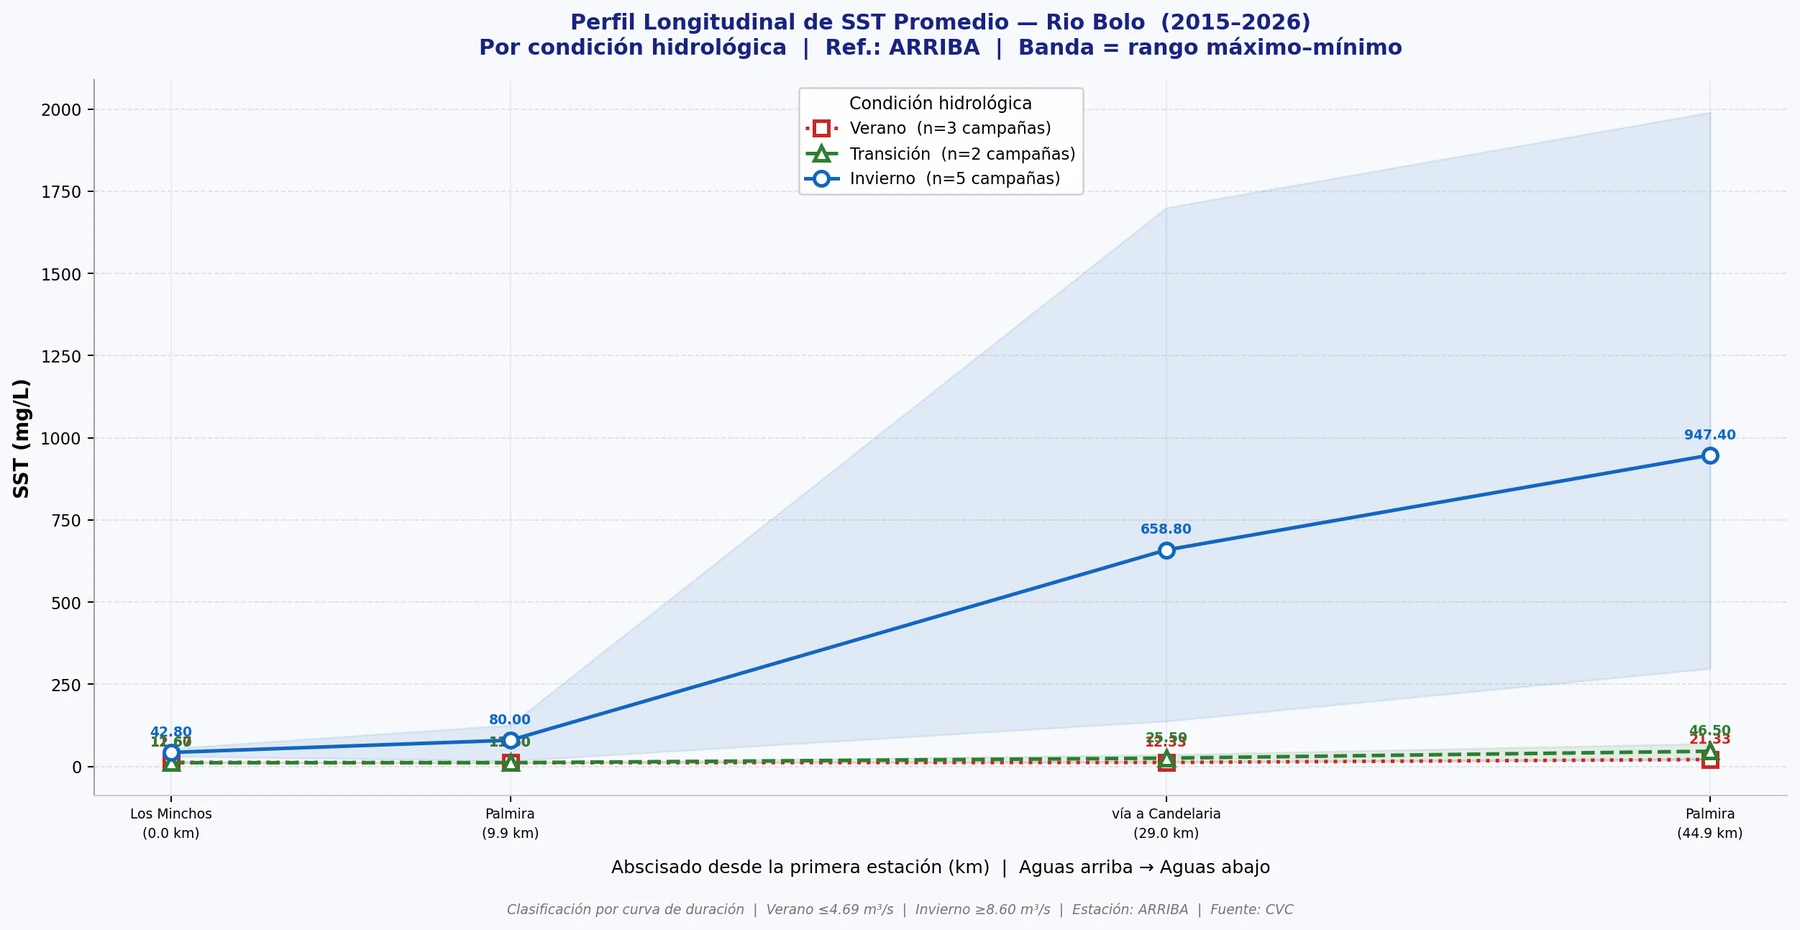 Perfil Longitudinal de SST Promedio — Rio Bolo (2015–2026)
Por condición hidrológica | Ref.: ARRIBA | Banda = rango máximo–mínimo
Condición hidrológica
Verano (n=3 campañas)
Transición (n=2 campañas)
Invierno (n=5 campañas)
SST (mg/L)
2000
1750
1500
1250
1000
750
500
250
0
42.80
80.00
658.80
947.40
25.50
12.33
46.50
21.33
Los Minchos
(0.0 km)
Palmira
(9.9 km)
vía a Candelaria
(29.0 km)
Palmira
(44.9 km)
Abscisado desde la primera estación (km) | Aguas arriba → Aguas abajo
Clasificación por curva de duración | Verano ≤4.69 m³/s | Invierno ≥8.60 m³/s | Estación: ARRIBA | Fuente: CVC